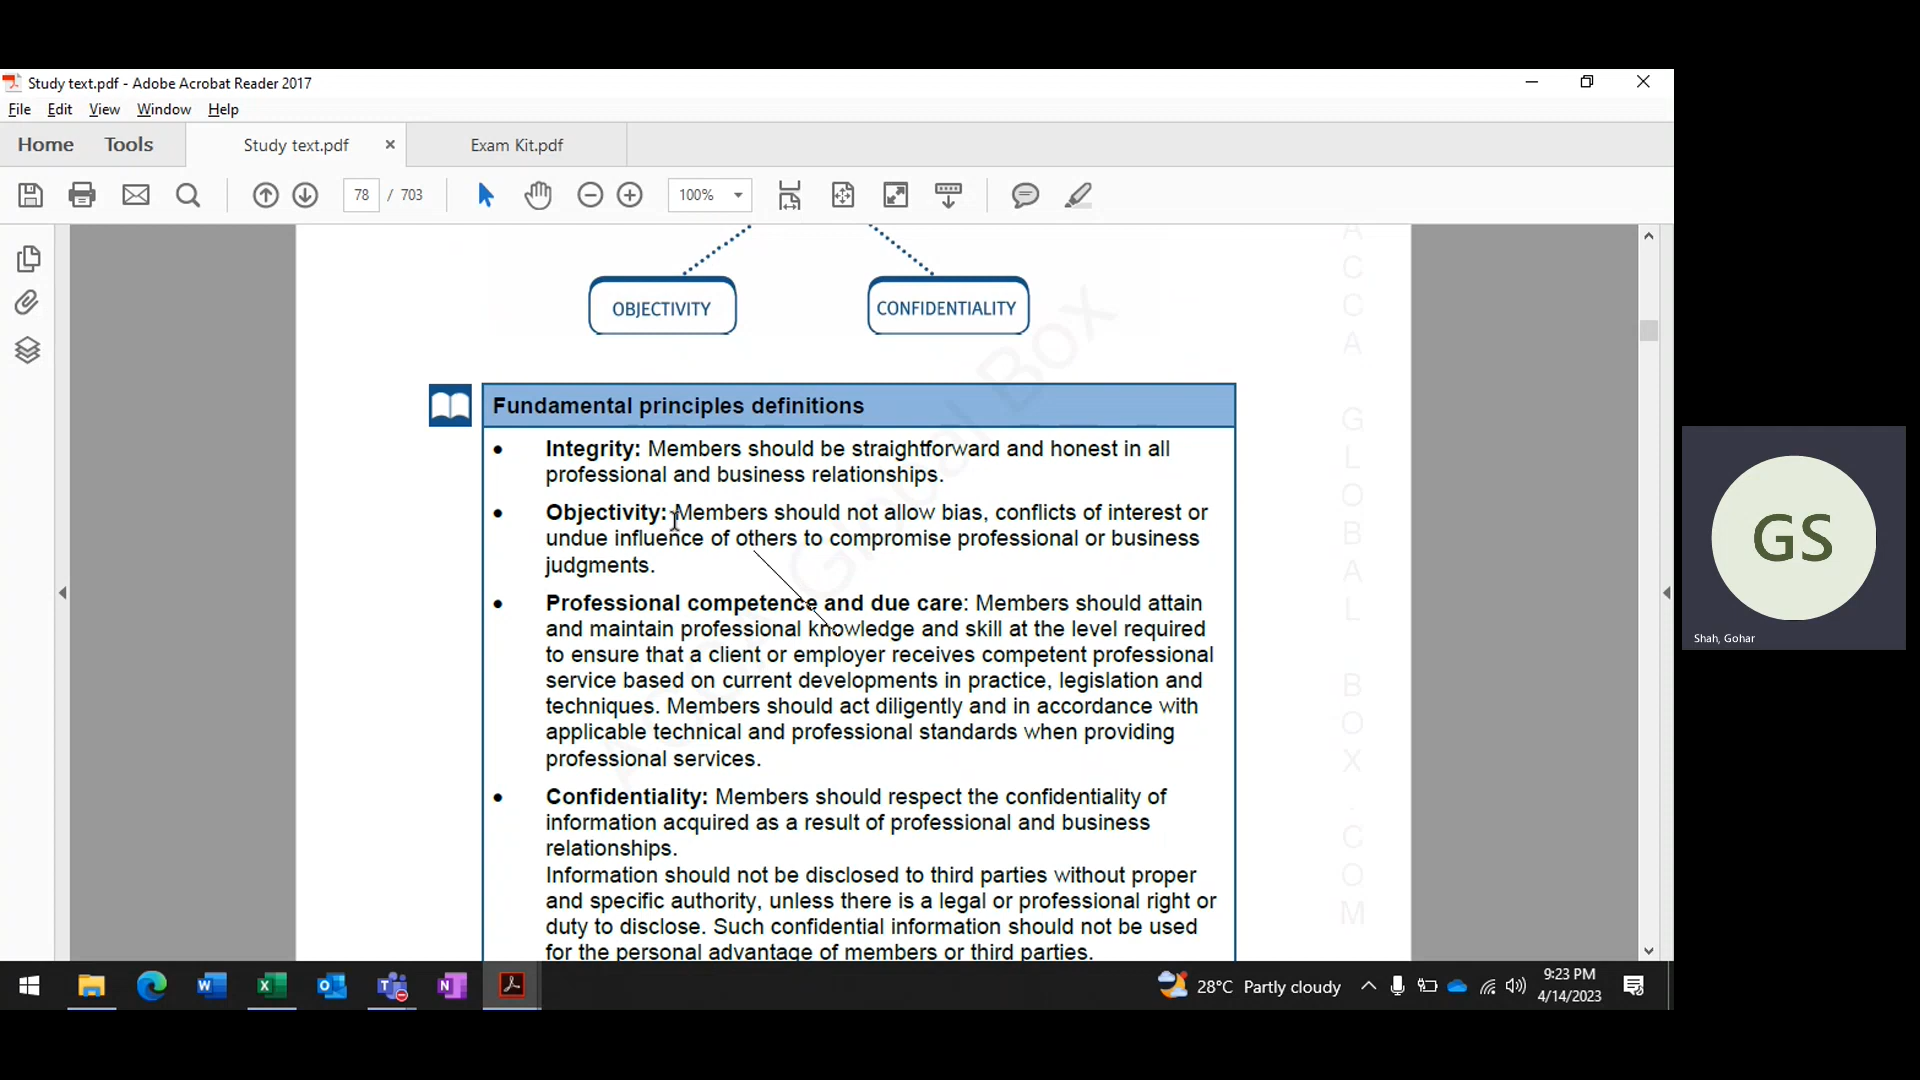 Study text.pdf - Adobe Acrobat Reader 2017
File Edit View Window Help
Home Tools Study text.pdf × Exam Kit.pdf
78 / 703 100%
OBJECTIVITY CONFIDENTIALITY
Fundamental principles definitions
• Integrity: Members should be straightforward and honest in all
professional and business relationships.
• Objectivity: Members should not allow bias, conflicts of interest or
undue influence of others to compromise professional or business
judgments.
• Professional competence and due care: Members should attain
and maintain professional knowledge and skill at the level required
to ensure that a client or employer receives competent professional
service based on current developments in practice, legislation and
techniques. Members should act diligently and in accordance with
applicable technical and professional standards when providing
professional services.
• Confidentiality: Members should respect the confidentiality of
information acquired as a result of professional and business
relationships.
Information should not be disclosed to third parties without proper
and specific authority, unless there is a legal or professional right or
duty to disclose. Such confidential information should not be used
for the personal advantage of members or third parties.
ACCA GLOBAL BOX.COM
Global Box
GS
Shah, Gohar
28°C Partly cloudy
9:23 PM
4/14/2023